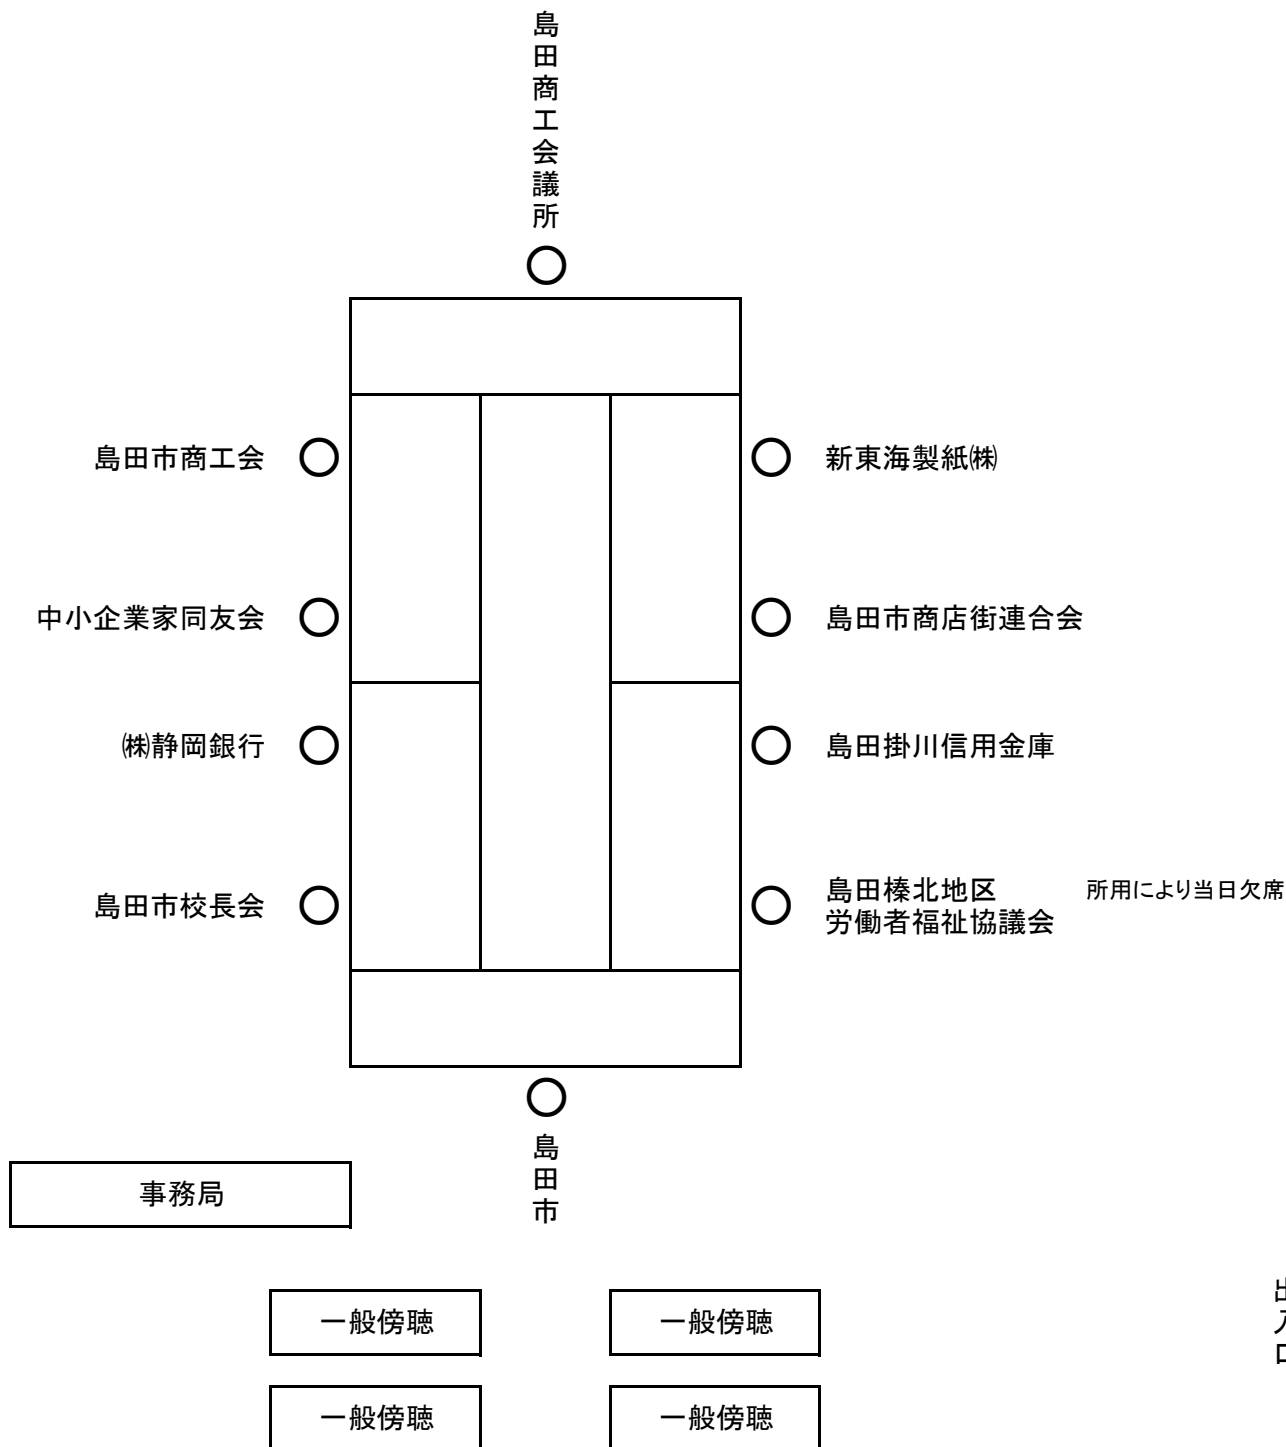 島田商工会議所
島田市商工会
新東海製紙㈱
中小企業家同友会
島田市商店街連合会
㈱静岡銀行
島田掛川信用金庫
島田市校長会
島田榛北地区
労働者福祉協議会
所用により当日欠席
島田市
事務局
一般傍聴
一般傍聴
出入口
一般傍聴
一般傍聴